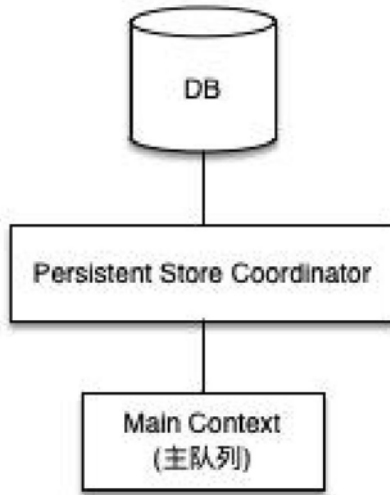 DB
Persistent Store Coordinator
Main Context
(主队列)